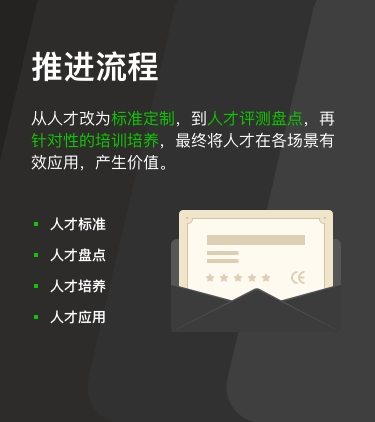 推进流程
从人才改为标准定制，到人才评测盘点，再
针对性的培训培养，最终将人才在各场景有
效应用，产生价值。
人才标准
人才盘点
人才培养
人才应用
CE